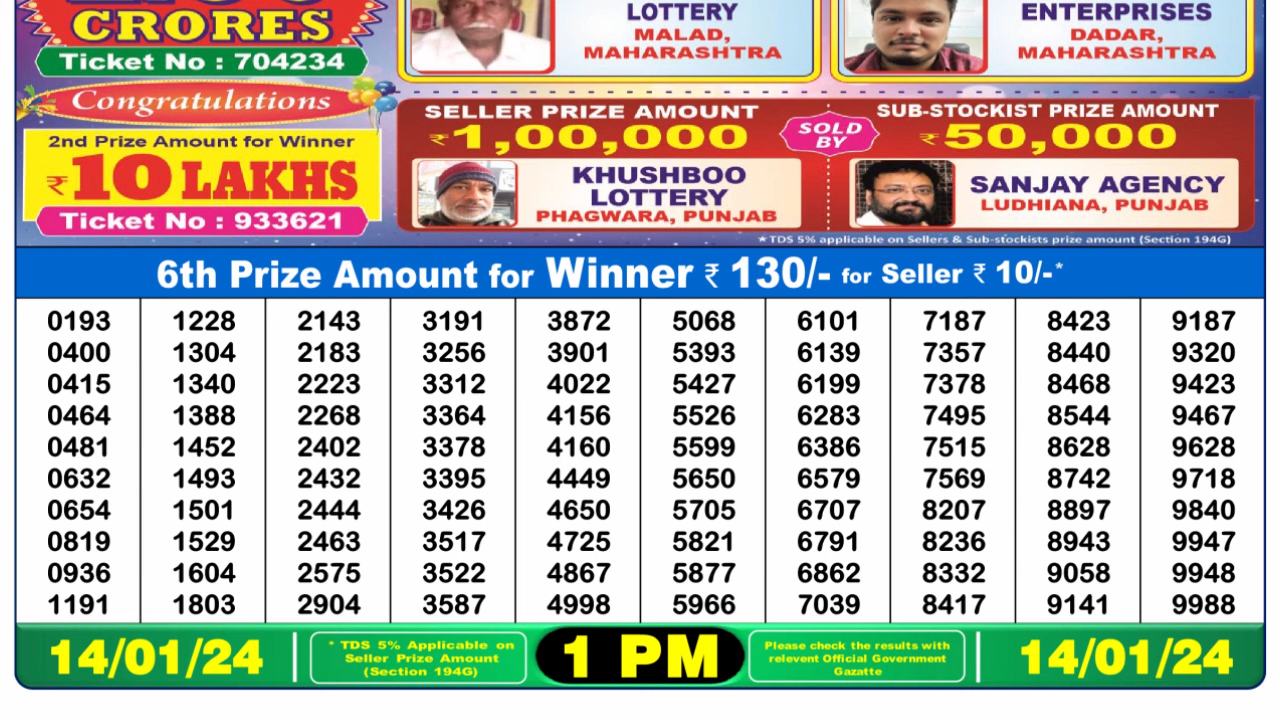 CRORES
Ticket No : 704234
LOTTERY
MALAD,
MAHARASHTRA
ENTERPRISES
DADAR,
MAHARASHTRA
Congratulations
2nd Prize Amount for Winner
₹10 LAKHS
Ticket No : 933621
SELLER PRIZE AMOUNT
₹1,00,000
SOLD
BY
SUB-STOCKIST PRIZE AMOUNT
₹50,000
KHUSHBOO
LOTTERY
PHAGWARA, PUNJAB
SANJAY AGENCY
LUDHIANA, PUNJAB
*TDS 5% applicable on Sellers & Sub-stockists prize amount (Section 194G)
6th Prize Amount for Winner ₹ 130/- for Seller ₹ 10/-*
0193 1228 2143 3191 3872 5068 6101 7187 8423 9187
0400 1304 2183 3256 3901 5393 6139 7357 8440 9320
0415 1340 2223 3312 4022 5427 6199 7378 8468 9423
0464 1388 2268 3364 4156 5526 6283 7495 8544 9467
0481 1452 2402 3378 4160 5599 6386 7515 8628 9628
0632 1493 2432 3395 4449 5650 6579 7569 8742 9718
0654 1501 2444 3426 4650 5705 6707 8207 8897 9840
0819 1529 2463 3517 4725 5821 6791 8236 8943 9947
0936 1604 2575 3522 4867 5877 6862 8332 9058 9948
1191 1803 2904 3587 4998 5966 7039 8417 9141 9988
14/01/24
* TDS 5% Applicable on
Seller Prize Amount
(Section 194G)
1 PM
Please check the results with
relevent Official Government
Gazatte
14/01/24